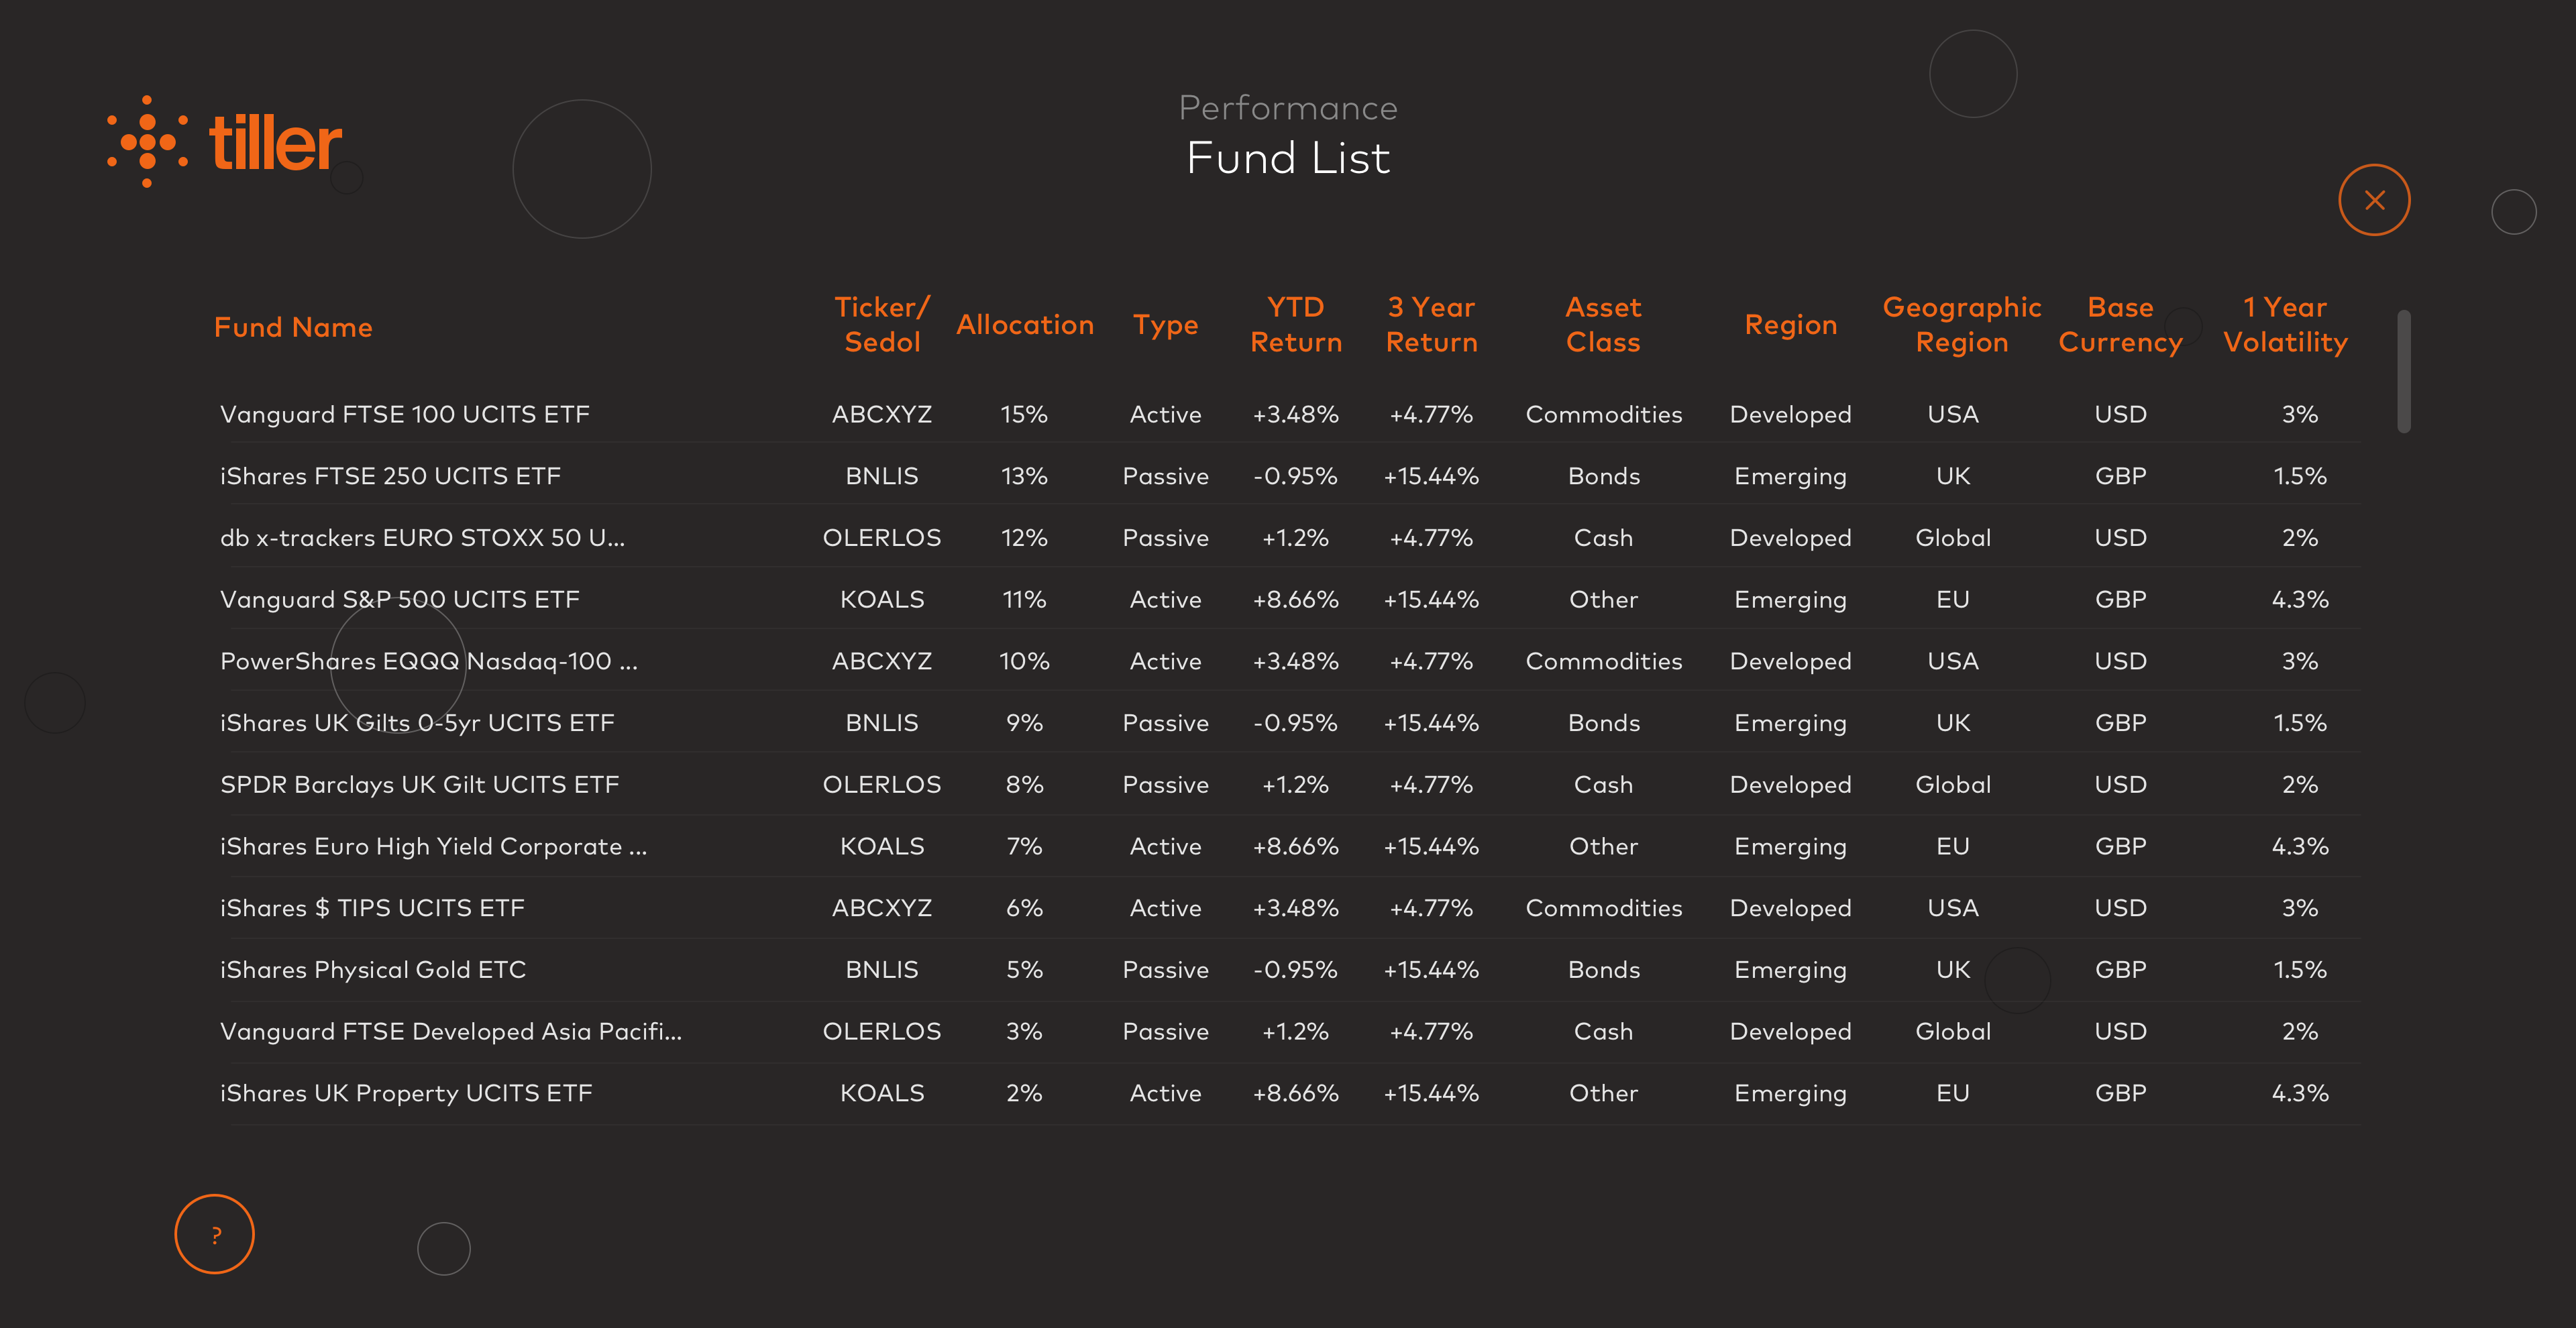 tiller
Performance
Fund List
Fund Name Ticker/ Sedol Allocation Type YTD Return 3 Year Return Asset Class Region Geographic Region Base Currency 1 Year Volatility
Vanguard FTSE 100 UCITS ETF ABCXYZ 15% Active +3.48% +4.77% Commodities Developed USA USD 3%
iShares FTSE 250 UCITS ETF BNLIS 13% Passive -0.95% +15.44% Bonds Emerging UK GBP 1.5%
db x-trackers EURO STOXX 50 U... OLERLOS 12% Passive +1.2% +4.77% Cash Developed Global USD 2%
Vanguard S&P 500 UCITS ETF KOALS 11% Active +8.66% +15.44% Other Emerging EU GBP 4.3%
PowerShares EQQQ Nasdaq-100 ... ABCXYZ 10% Active +3.48% +4.77% Commodities Developed USA USD 3%
iShares UK Gilts 0-5yr UCITS ETF BNLIS 9% Passive -0.95% +15.44% Bonds Emerging UK GBP 1.5%
SPDR Barclays UK Gilt UCITS ETF OLERLOS 8% Passive +1.2% +4.77% Cash Developed Global USD 2%
iShares Euro High Yield Corporate ... KOALS 7% Active +8.66% +15.44% Other Emerging EU GBP 4.3%
iShares $ TIPS UCITS ETF ABCXYZ 6% Active +3.48% +4.77% Commodities Developed USA USD 3%
iShares Physical Gold ETC BNLIS 5% Passive -0.95% +15.44% Bonds Emerging UK GBP 1.5%
Vanguard FTSE Developed Asia Pacifi... OLERLOS 3% Passive +1.2% +4.77% Cash Developed Global USD 2%
iShares UK Property UCITS ETF KOALS 2% Active +8.66% +15.44% Other Emerging EU GBP 4.3%
?